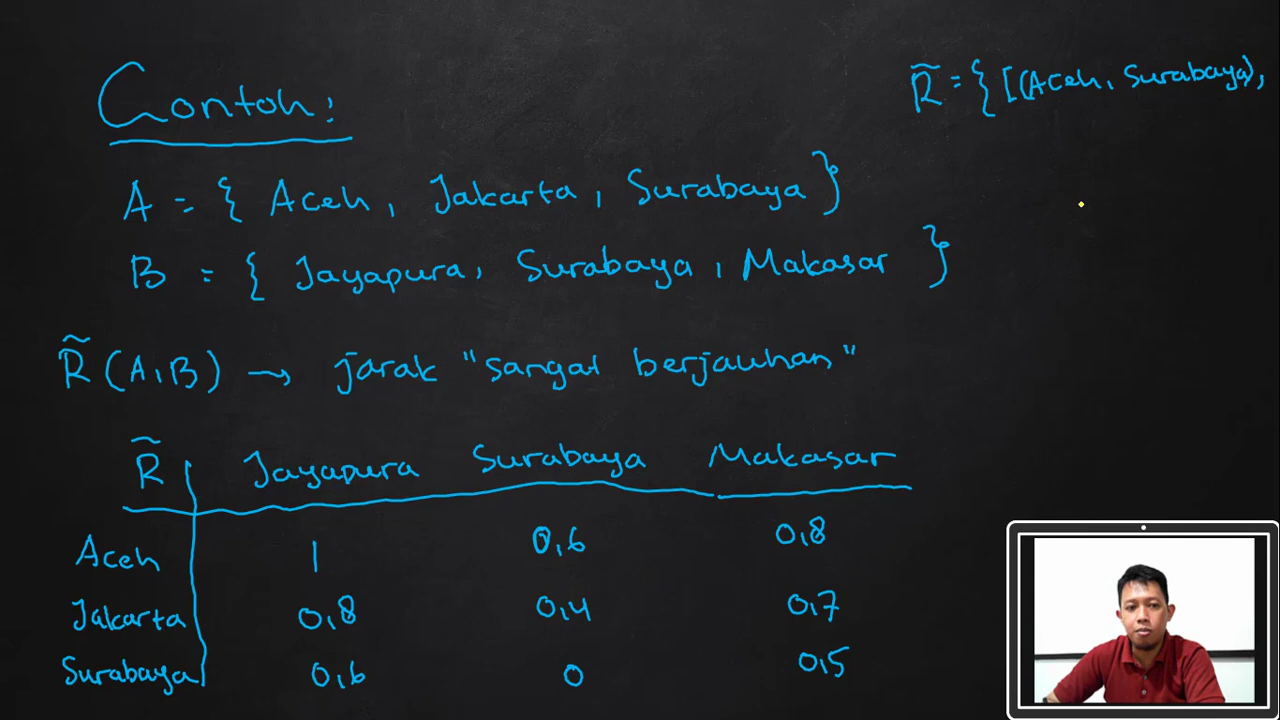 Contoh:
R̃ = { [(Aceh, Surabaya),
A = { Aceh, Jakarta, Surabaya }
B = { Jayapura, Surabaya, Makasar }
R̃ (A,B) → jarak "sangat berjauhan"
R̃ Jayapura Surabaya Makasar
Aceh 1 0,6 0,8
Jakarta 0,8 0,4 0,7
Surabaya 0,6 0 0,5